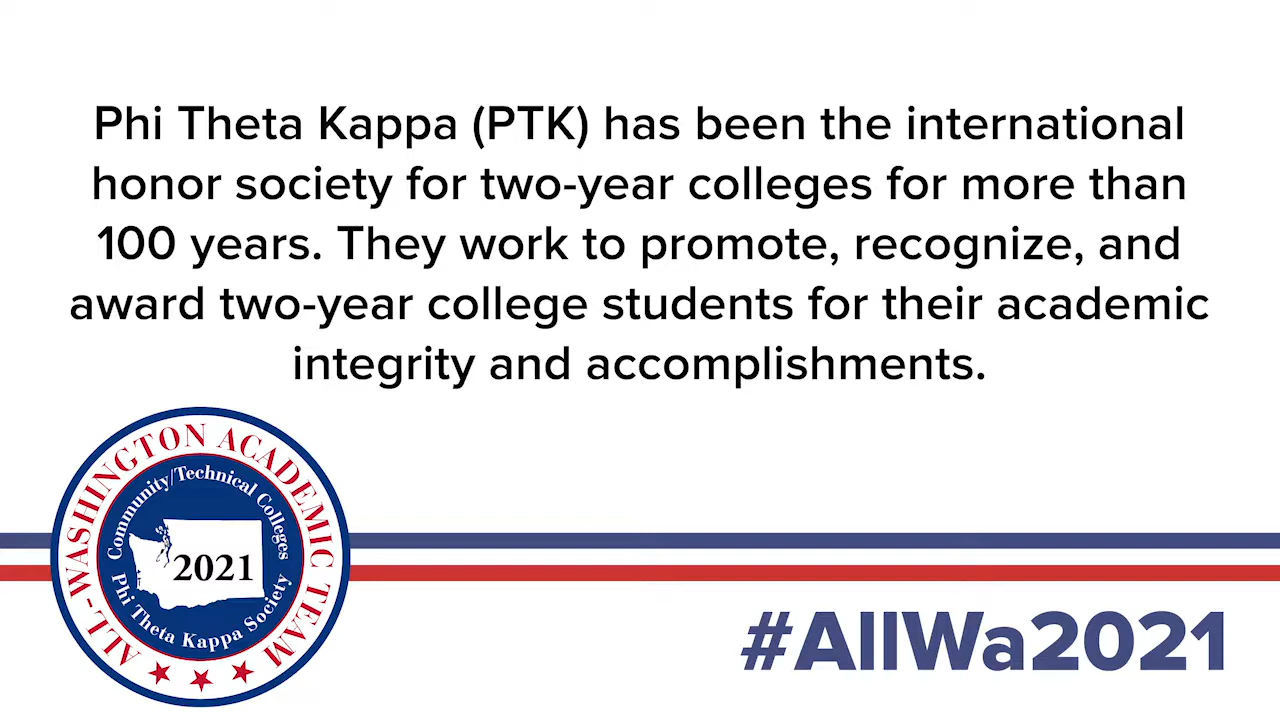 Phi Theta Kappa (PTK) has been the international
honor society for two-year colleges for more than
100 years. They work to promote, recognize, and
award two-year college students for their academic
integrity and accomplishments.
ALL-WASHINGTON ACADEMIC TEAM
Community/Technical Colleges
2021
Phi Theta Kappa Society
#AllWa2021